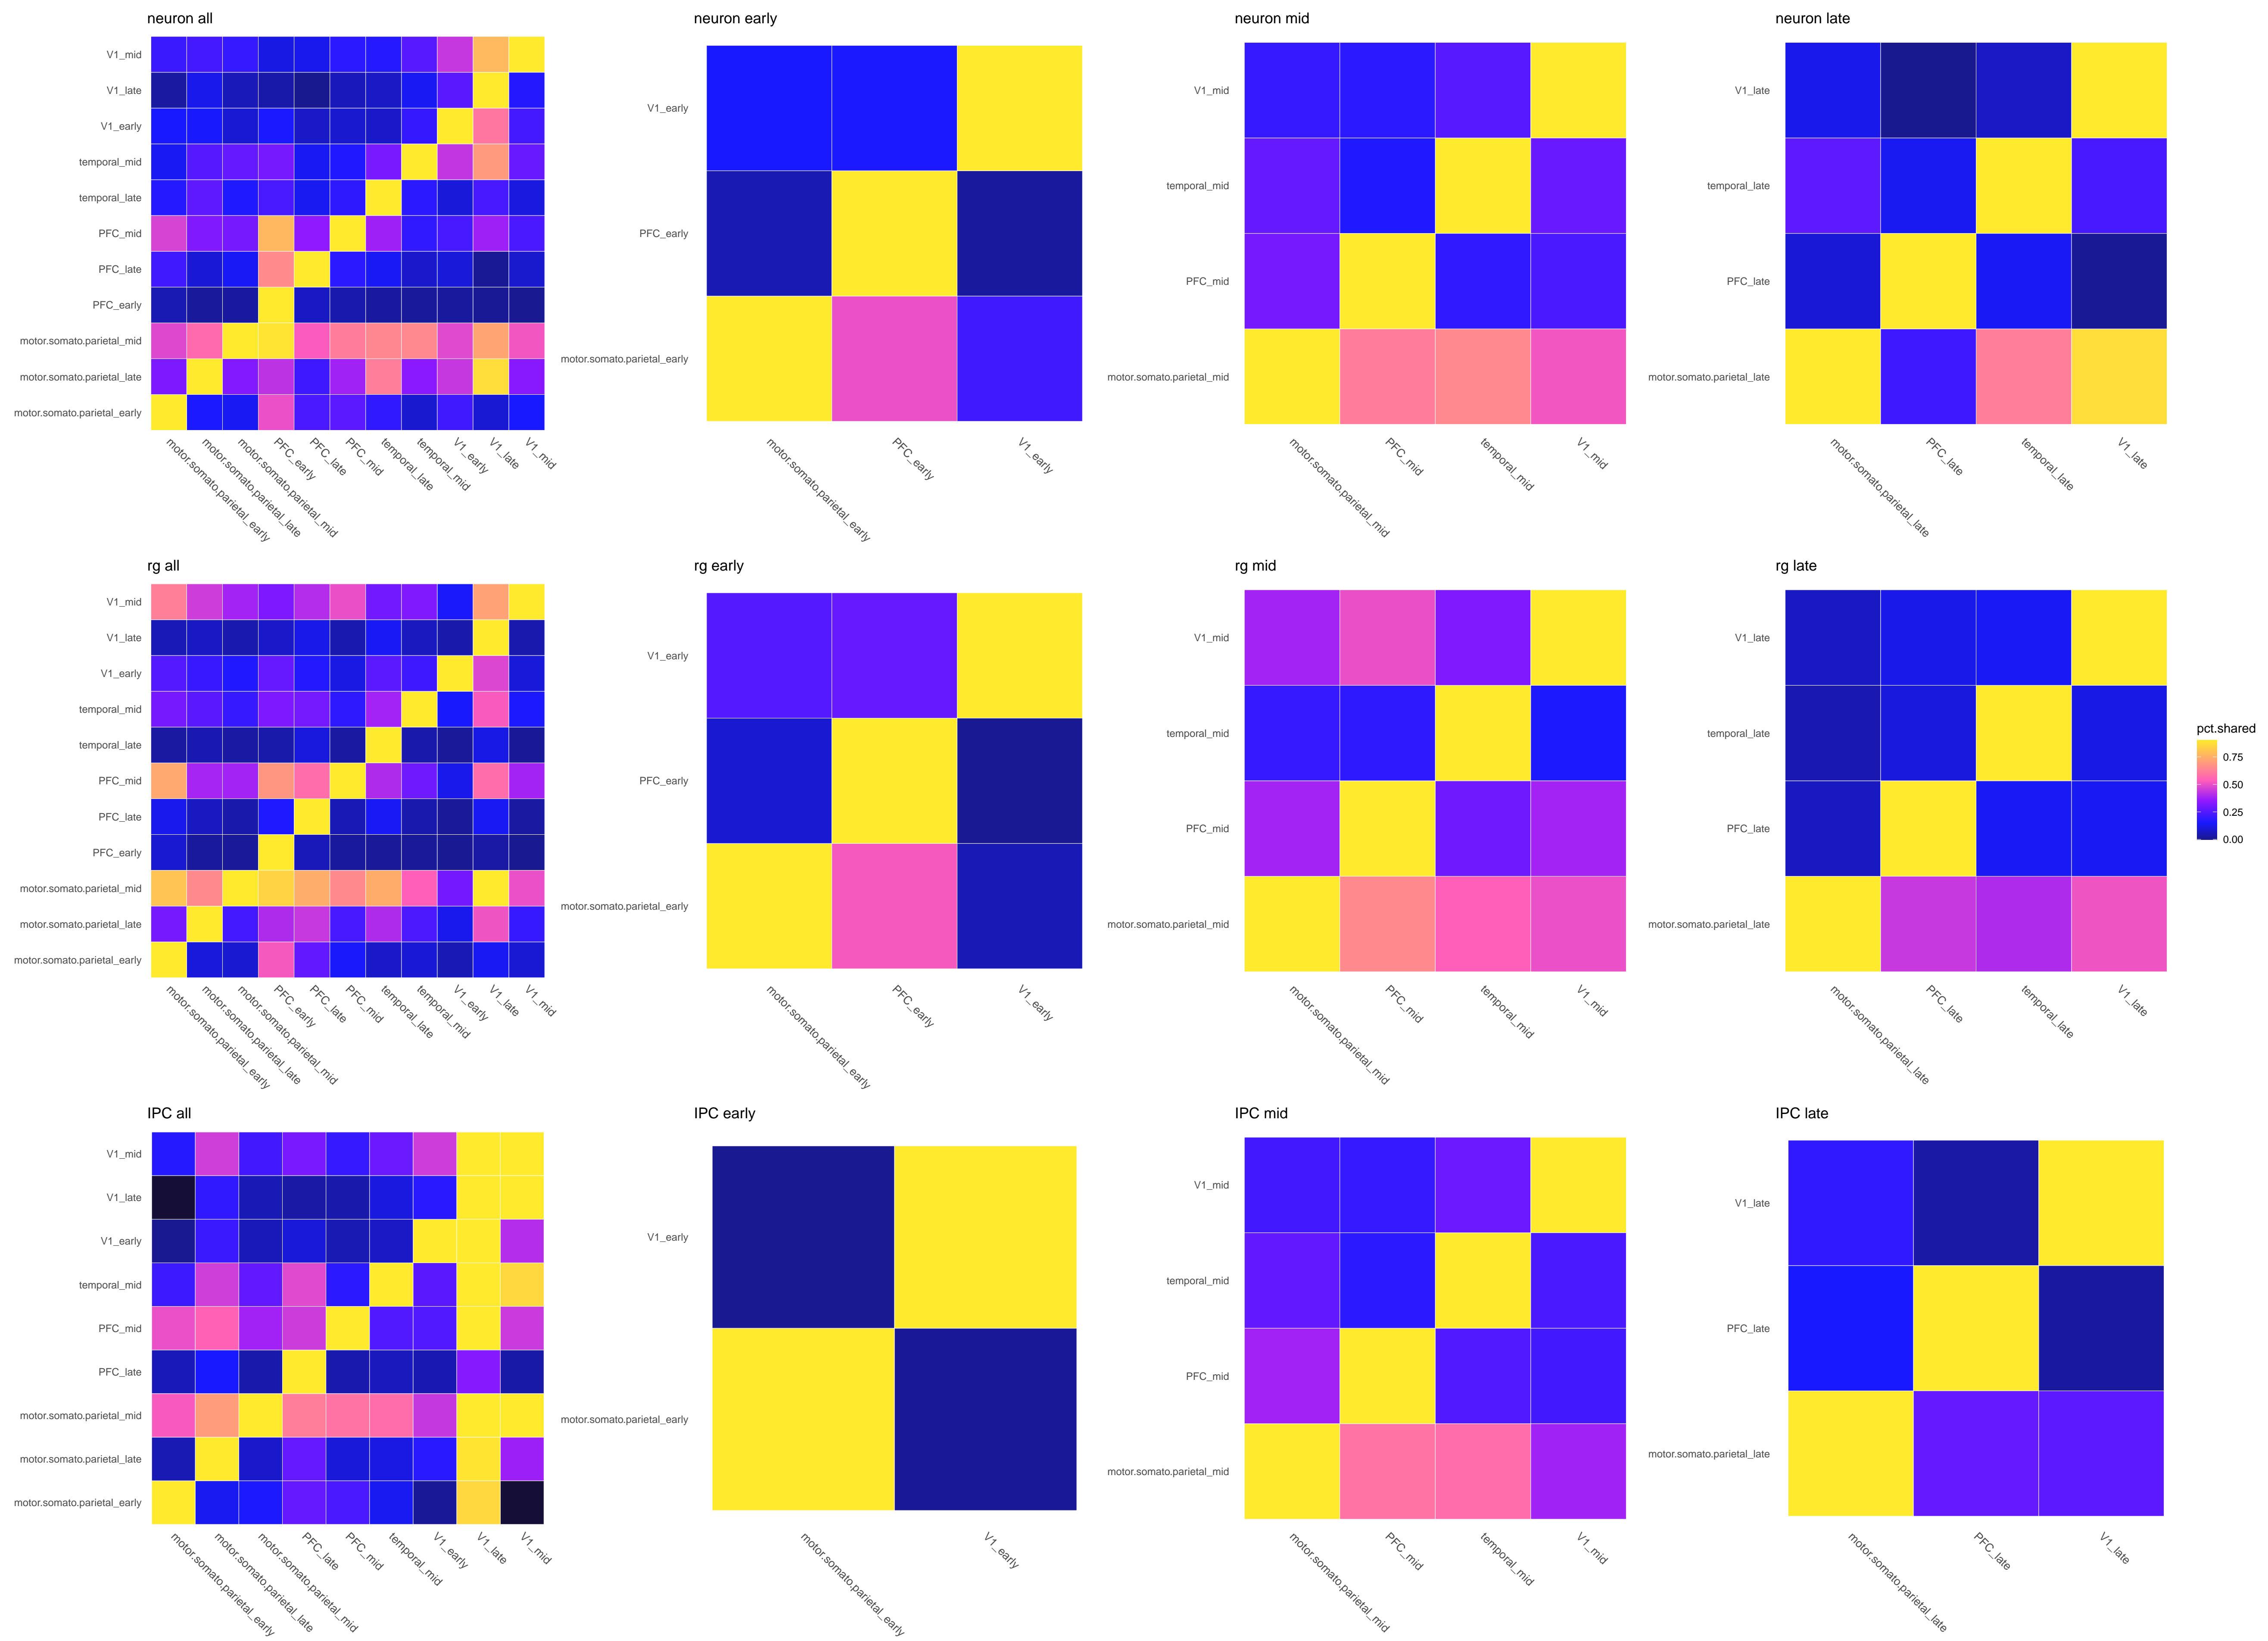 neuron all
V1_mid
V1_late
V1_early
temporal_mid
temporal_late
PFC_mid
PFC_late
PFC_early
motor.somato.parietal_mid
motor.somato.parietal_late
motor.somato.parietal_early
motor.somato.parietal_early
motor.somato.parietal_late
motor.somato.parietal_mid
PFC_early
PFC_late
PFC_mid
temporal_late
temporal_mid
V1_early
V1_late
V1_mid
neuron early
V1_early
PFC_early
motor.somato.parietal_early
motor.somato.parietal_early
PFC_early
V1_early
neuron mid
V1_mid
temporal_mid
PFC_mid
motor.somato.parietal_mid
motor.somato.parietal_mid
PFC_mid
temporal_mid
V1_mid
neuron late
V1_late
temporal_late
PFC_late
motor.somato.parietal_late
motor.somato.parietal_late
PFC_late
temporal_late
V1_late
rg all
V1_mid
V1_late
V1_early
temporal_mid
temporal_late
PFC_mid
PFC_late
PFC_early
motor.somato.parietal_mid
motor.somato.parietal_late
motor.somato.parietal_early
motor.somato.parietal_early
motor.somato.parietal_late
motor.somato.parietal_mid
PFC_early
PFC_late
PFC_mid
temporal_late
temporal_mid
V1_early
V1_late
V1_mid
rg early
V1_early
PFC_early
motor.somato.parietal_early
motor.somato.parietal_early
PFC_early
V1_early
rg mid
V1_mid
temporal_mid
PFC_mid
motor.somato.parietal_mid
motor.somato.parietal_mid
PFC_mid
temporal_mid
V1_mid
rg late
V1_late
temporal_late
PFC_late
motor.somato.parietal_late
motor.somato.parietal_late
PFC_late
temporal_late
V1_late
pct.shared
0.75
0.50
0.25
0.00
IPC all
V1_mid
V1_late
V1_early
temporal_mid
PFC_mid
PFC_late
motor.somato.parietal_mid
motor.somato.parietal_late
motor.somato.parietal_early
motor.somato.parietal_early
motor.somato.parietal_late
motor.somato.parietal_mid
PFC_late
PFC_mid
temporal_mid
V1_early
V1_late
V1_mid
IPC early
V1_early
motor.somato.parietal_early
motor.somato.parietal_early
V1_early
IPC mid
V1_mid
temporal_mid
PFC_mid
motor.somato.parietal_mid
motor.somato.parietal_mid
PFC_mid
temporal_mid
V1_mid
IPC late
V1_late
PFC_late
motor.somato.parietal_late
motor.somato.parietal_late
PFC_late
V1_late